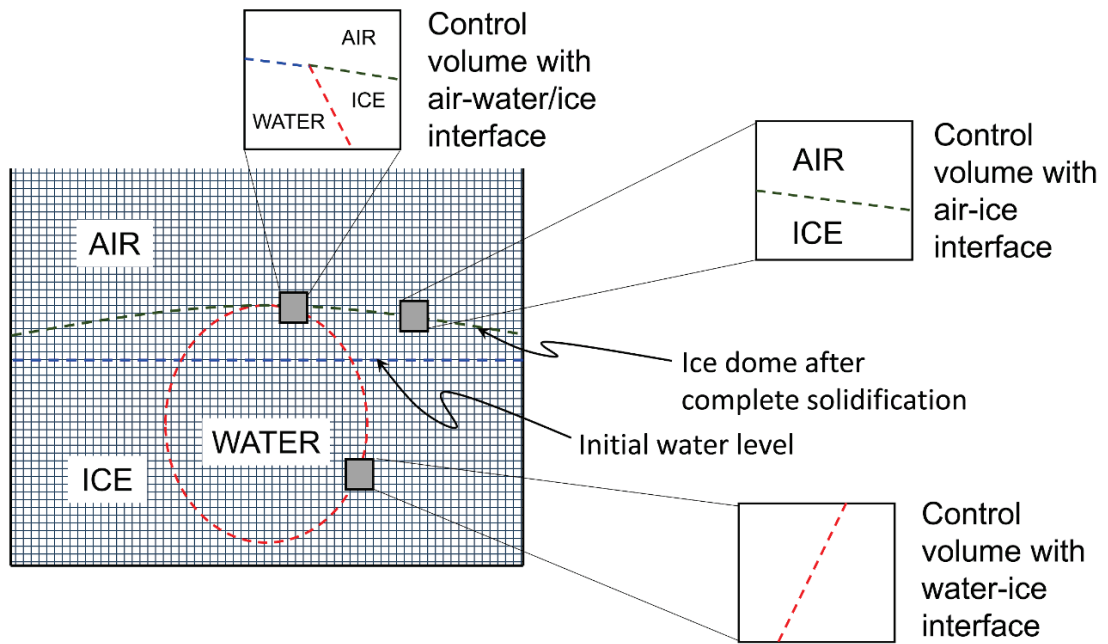 AIR
WATER
ICE
Control
volume with
air-water/ice
interface
AIR
ICE
Control
volume with
air-ice
interface
AIR
Ice dome after
complete solidification
Initial water level
WATER
ICE
Control
volume with
water-ice
interface